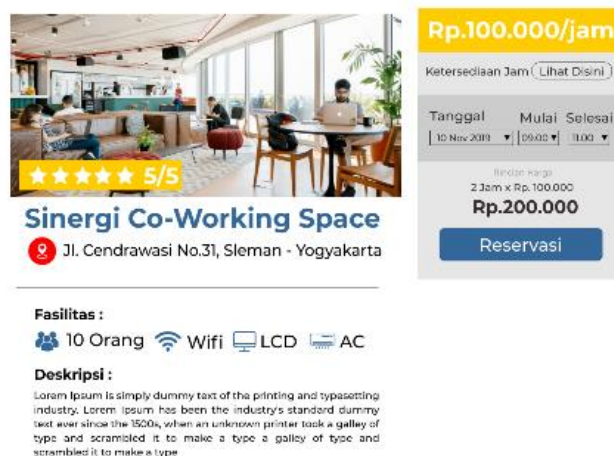 ★★★★★ 5/5
Sinergi Co-Working Space
Jl. Cendrawasi No.31, Sleman - Yogyakarta
Fasilitas :
10 Orang Wifi LCD AC
Deskripsi :
Lorem Ipsum is simply dummy text of the printing and typesetting
industry. Lorem Ipsum has been the industry's standard dummy
text ever since the 1500s, when an unknown printer took a galley of
type and scrambled it to make a type a galley of type and
scrambled it to make a type
Rp.100.000/jam
Ketersediaan Jam Lihat Disini
Tanggal Mulai Selesai
10 Nov 2019 09.00 11.00
Rincian Harga
2 Jam x Rp. 100.000
Rp.200.000
Reservasi